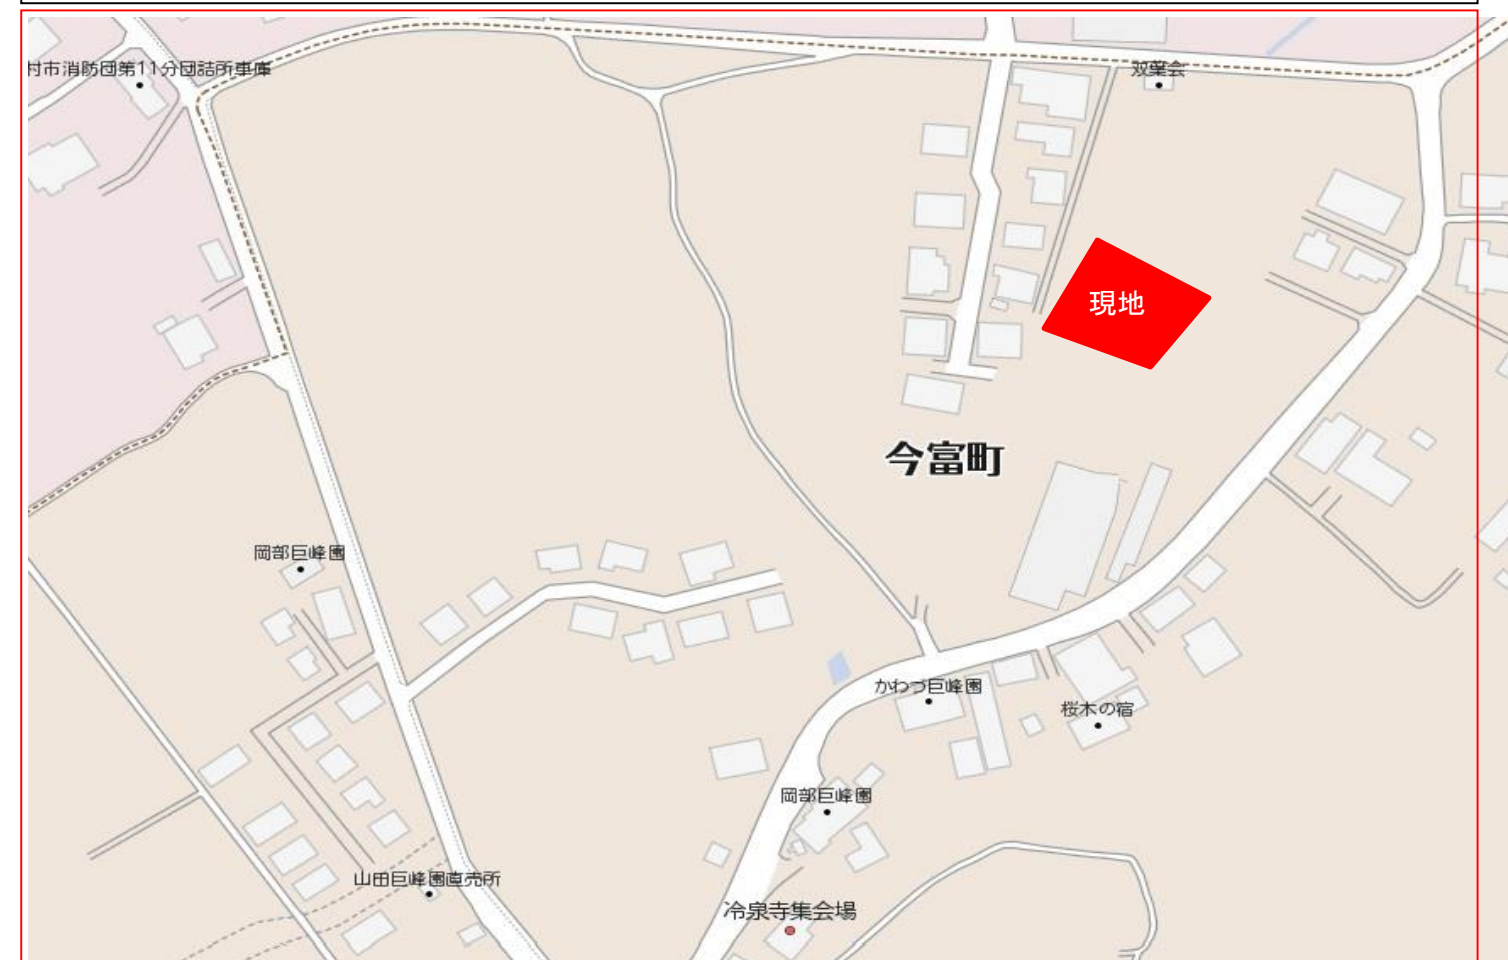 村市消防団第11分団詰所車庫
双葉会
現地
今富町
岡部巨峰園
かわづ巨峰園
桜木の宿
岡部巨峰園
山田巨峰園直売所
冷泉寺集会場